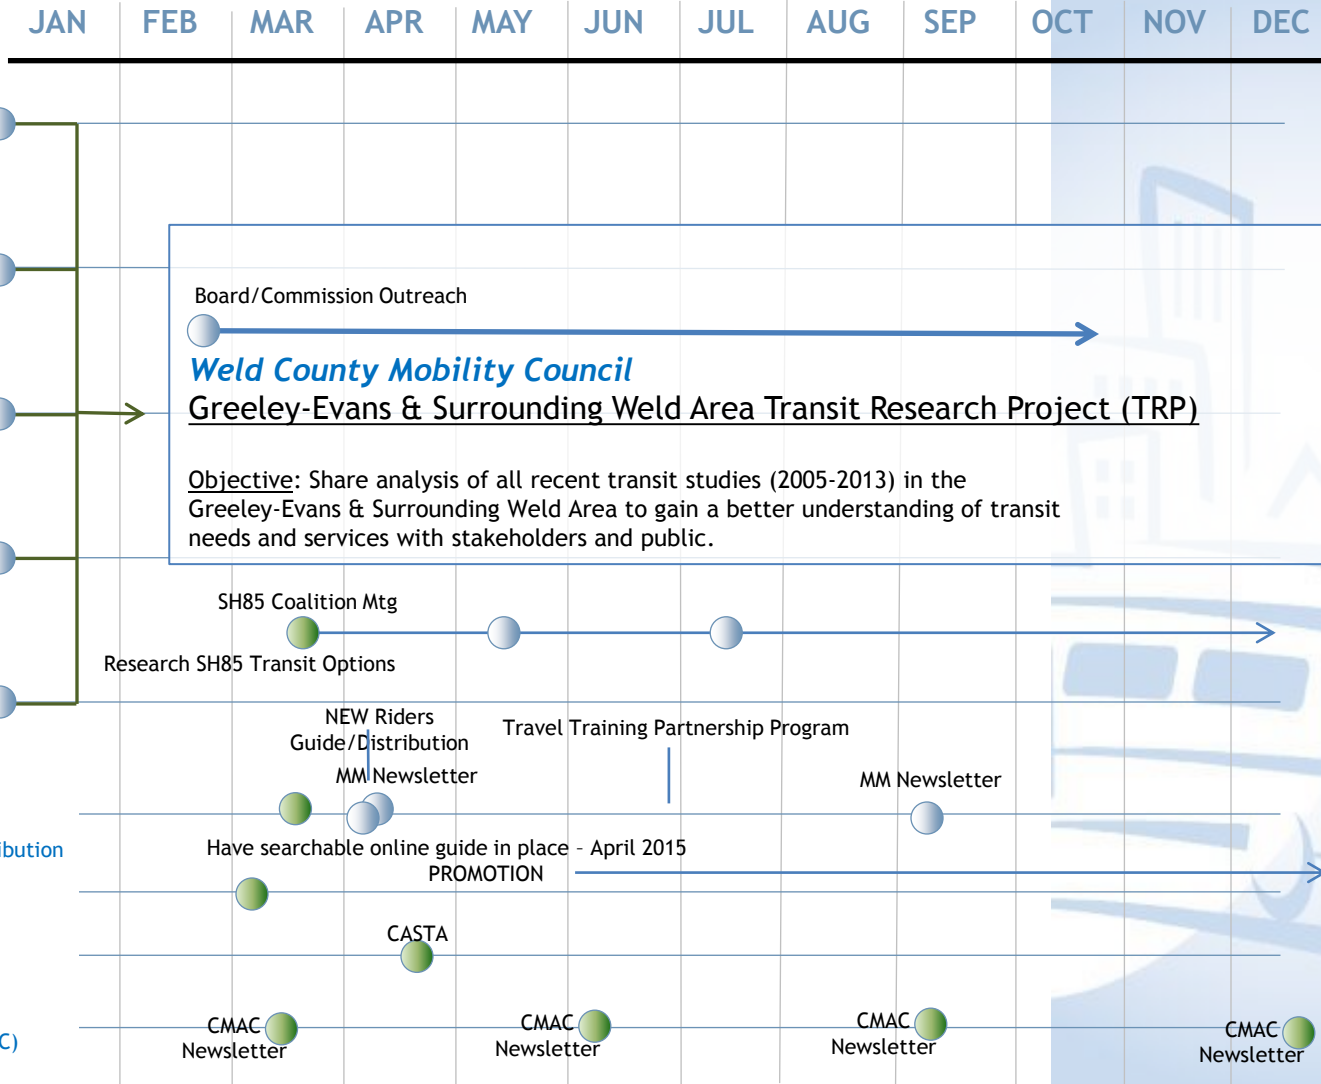 JAN FEB MAR APR MAY JUN JUL AUG SEP OCT NOV DEC
Board/Commission Outreach
Weld County Mobility Council
Greeley-Evans & Surrounding Weld Area Transit Research Project (TRP)
Objective: Share analysis of all recent transit studies (2005-2013) in the
Greeley-Evans & Surrounding Weld Area to gain a better understanding of transit
needs and services with stakeholders and public.
SH85 Coalition Mtg
Research SH85 Transit Options
NEW Riders
Guide/Distribution
Travel Training Partnership Program
MM Newsletter
MM Newsletter
ibution
Have searchable online guide in place – April 2015
PROMOTION
CASTA
CMAC
Newsletter
CMAC
Newsletter
CMAC
Newsletter
CMAC
Newsletter
C)